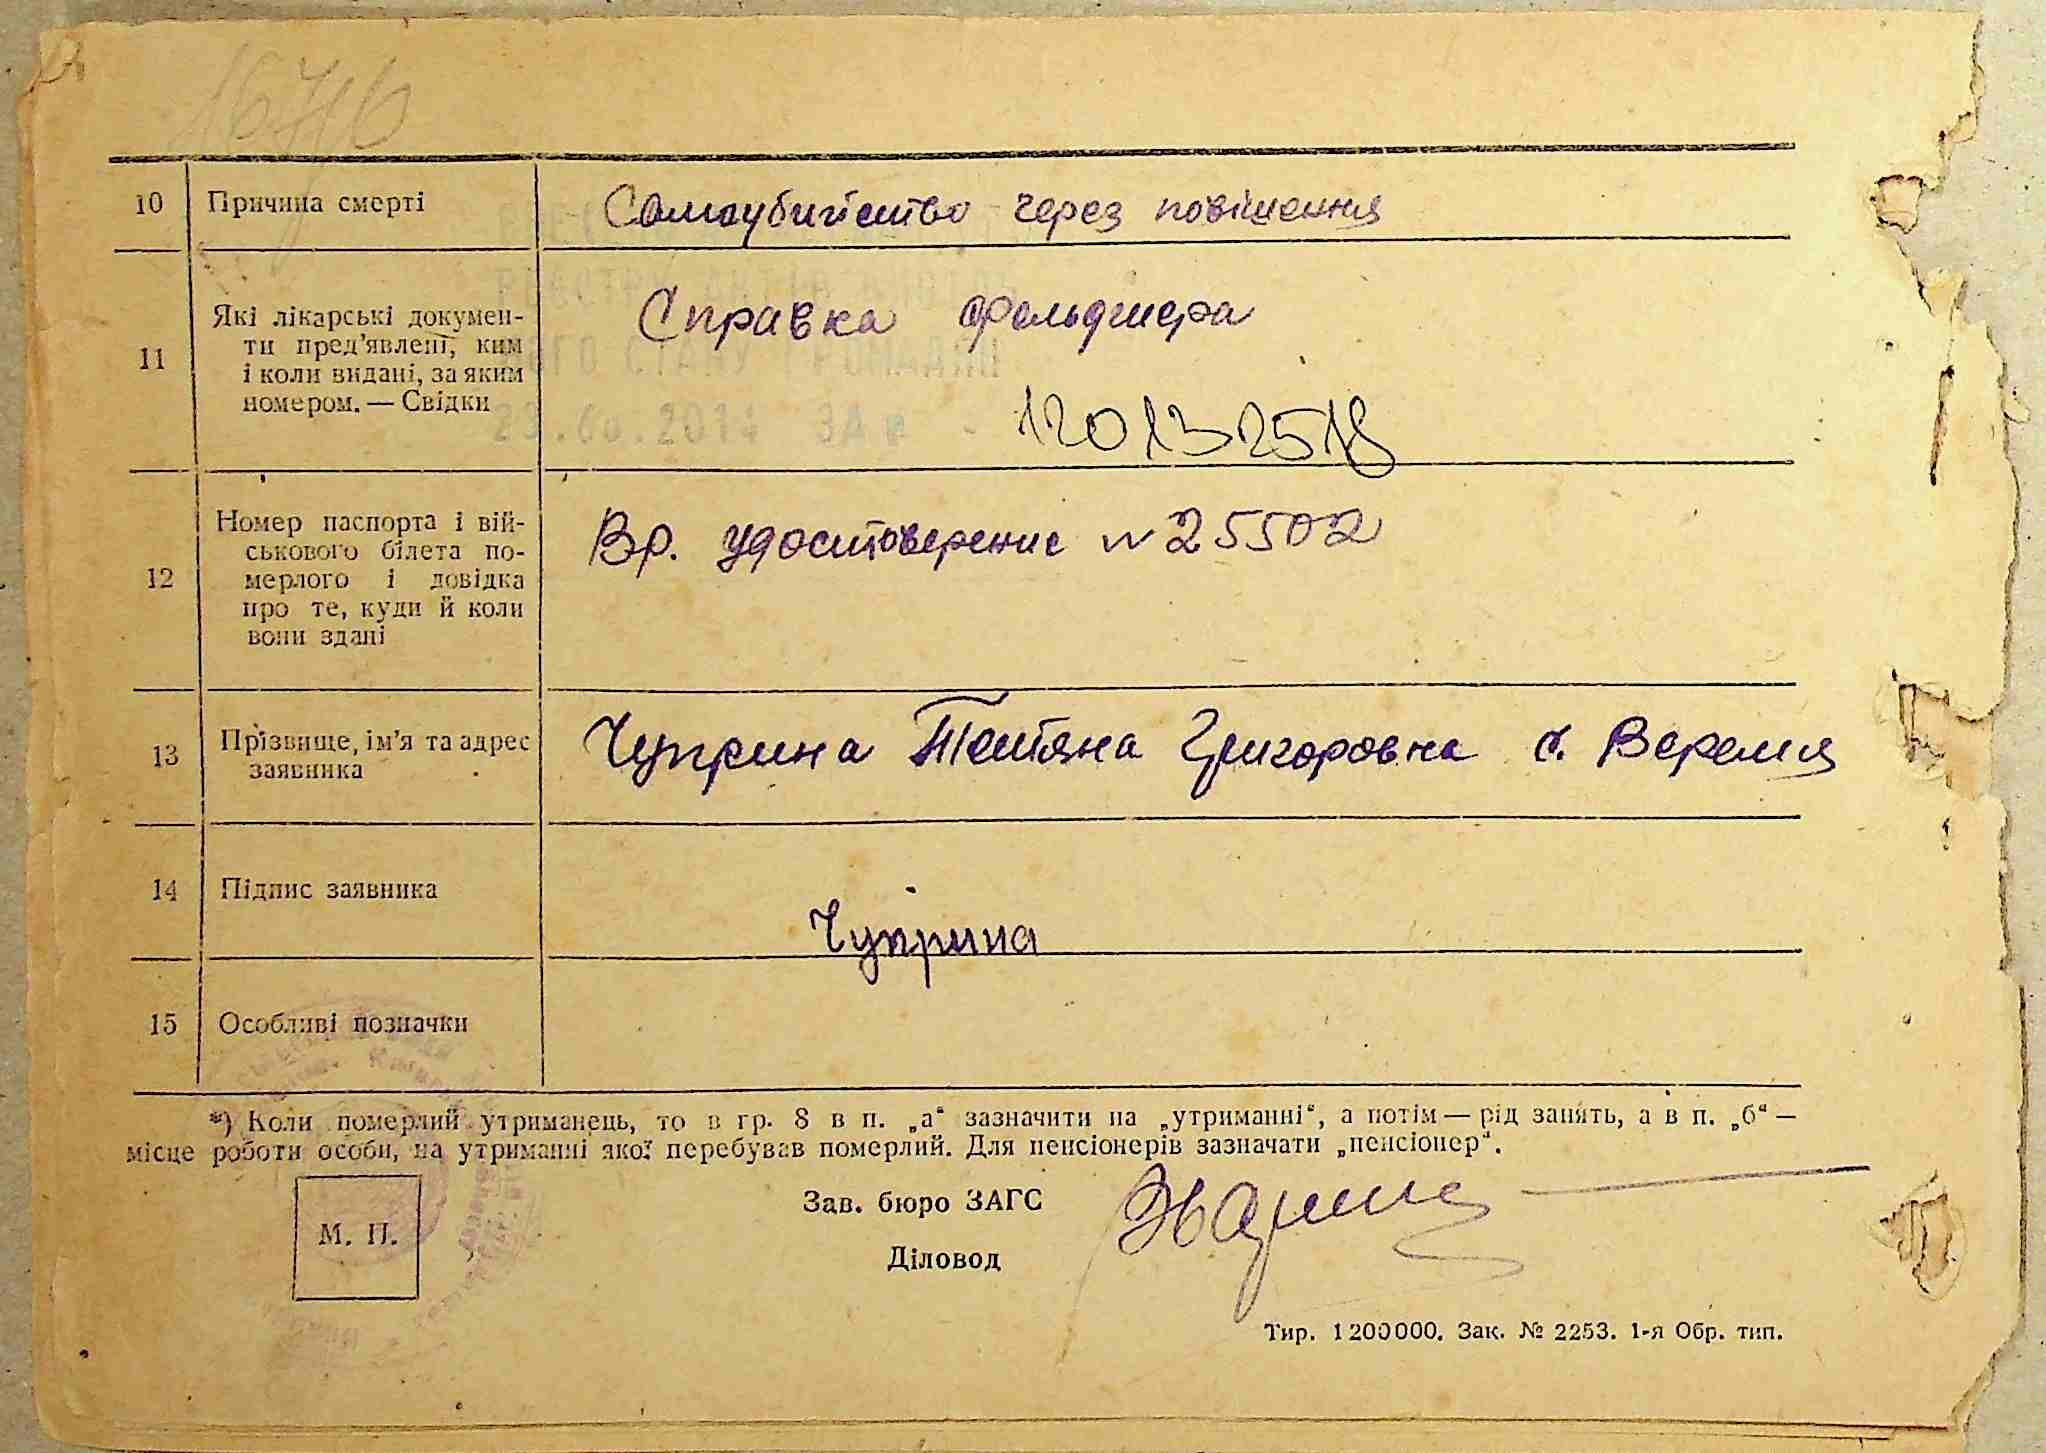 1676
10 Причина смерті Самоубийство через повішення
11 Які лікарські докумен-
ти пред'явлені, ким
і коли видані, за яким
номером. — Свідки
Справка фельдшера
120132518
12 Номер паспорта і вій-
ськового білета по-
мерлого і довідка
про те, куди й коли
вони здані
Вр. удостоверение № 25502
13 Прізвище, ім'я та адрес
заявника
Чуприна Тетяна Григоровна с. Веремя
14 Підпис заявника
Чуприна
15 Особливі позначки
*) Коли померлий утриманець, то в гр. 8 в п. „а“ зазначити на „утриманні“, а потім — рід занять, а в п. „б“ —
місце роботи особи, на утриманні якої перебував померлий. Для пенсіонерів зазначати „пенсіонер“.
М. П.
Зав. бюро ЗАГС
Діловод
Тир. 1200000. Зак. № 2253. 1-я Обр. тип.